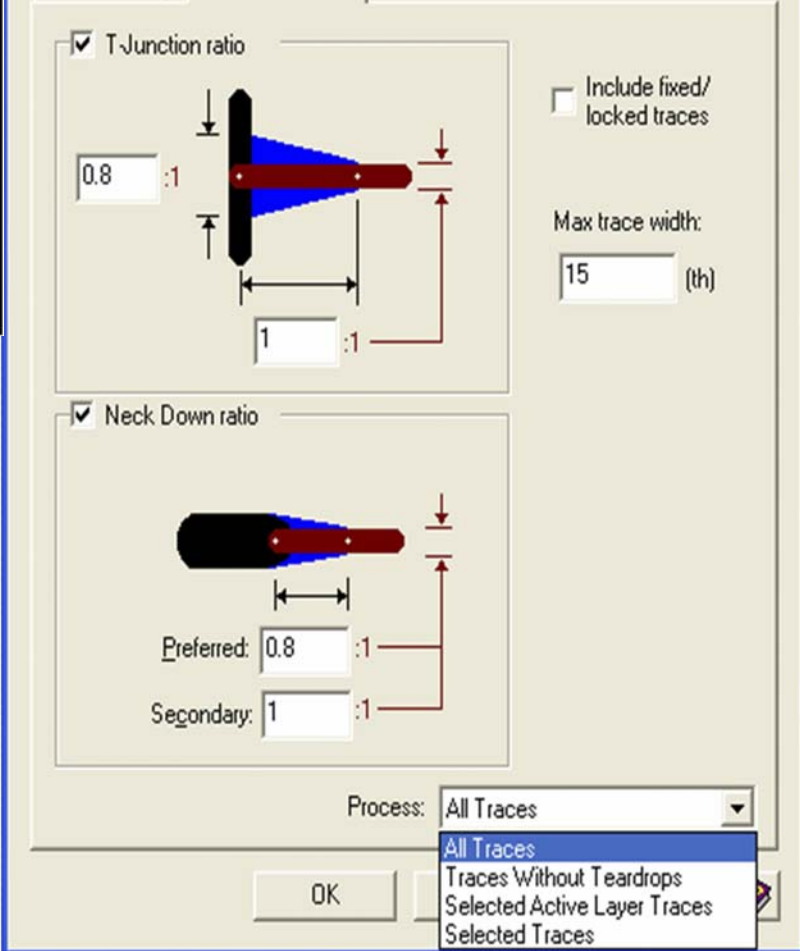 T-Junction ratio
Include fixed/
locked traces
0.8 :1
Max trace width:
15 (th)
1 :1
Neck Down ratio
Preferred: 0.8 :1
Secondary: 1 :1
Process: All Traces
All Traces
Traces Without Teardrops
Selected Active Layer Traces
Selected Traces
OK